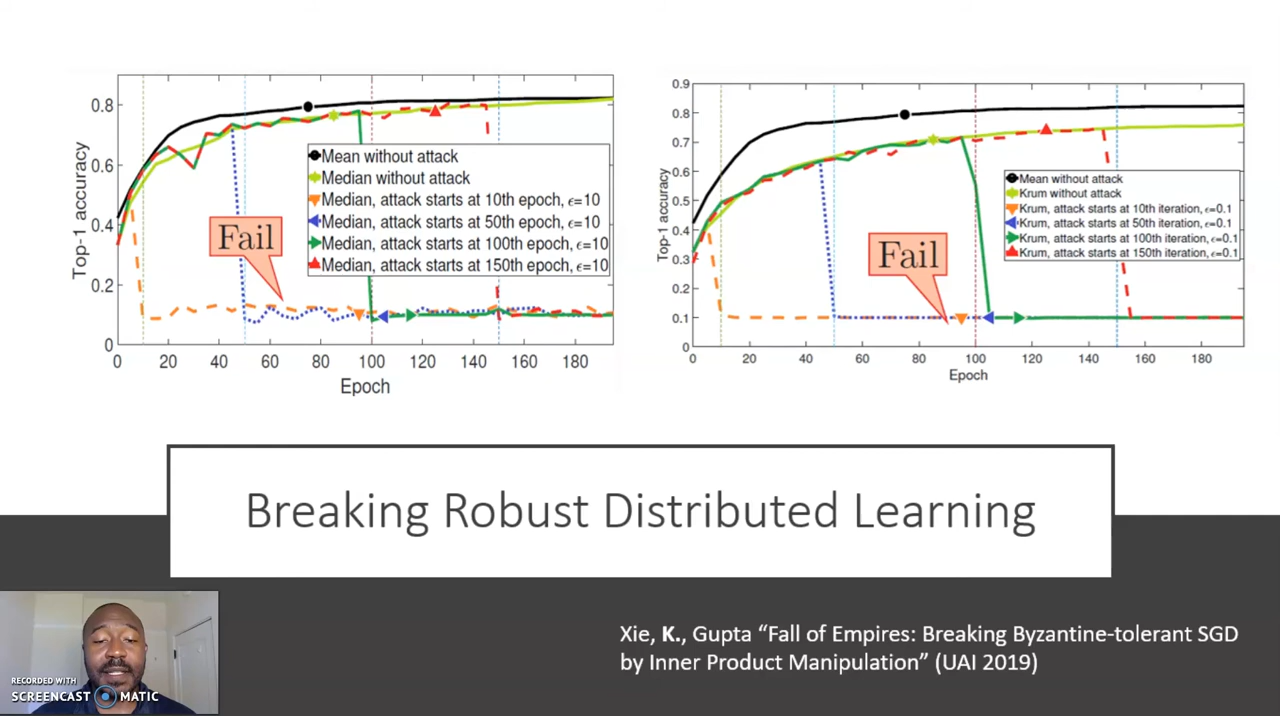 0.8
0.6
0.4
0.2
0
Top-1 accuracy
0 20 40 60 80 100 120 140 160 180
Epoch
Mean without attack
Median without attack
Median, attack starts at 10th epoch, ϵ=10
Median, attack starts at 50th epoch, ϵ=10
Median, attack starts at 100th epoch, ϵ=10
Median, attack starts at 150th epoch, ϵ=10
Fail
0.9
0.8
0.7
0.6
0.5
0.4
0.3
0.2
0.1
0
Top-1 accuracy
0 20 40 60 80 100 120 140 160 180
Epoch
Mean without attack
Krum without attack
Krum, attack starts at 10th iteration, ϵ=0.1
Krum, attack starts at 50th iteration, ϵ=0.1
Krum, attack starts at 100th iteration, ϵ=0.1
Krum, attack starts at 150th iteration, ϵ=0.1
Fail
Breaking Robust Distributed Learning
Xie, K., Gupta “Fall of Empires: Breaking Byzantine-tolerant SGD
by Inner Product Manipulation” (UAI 2019)
RECORDED WITH
SCREENCAST MATIC